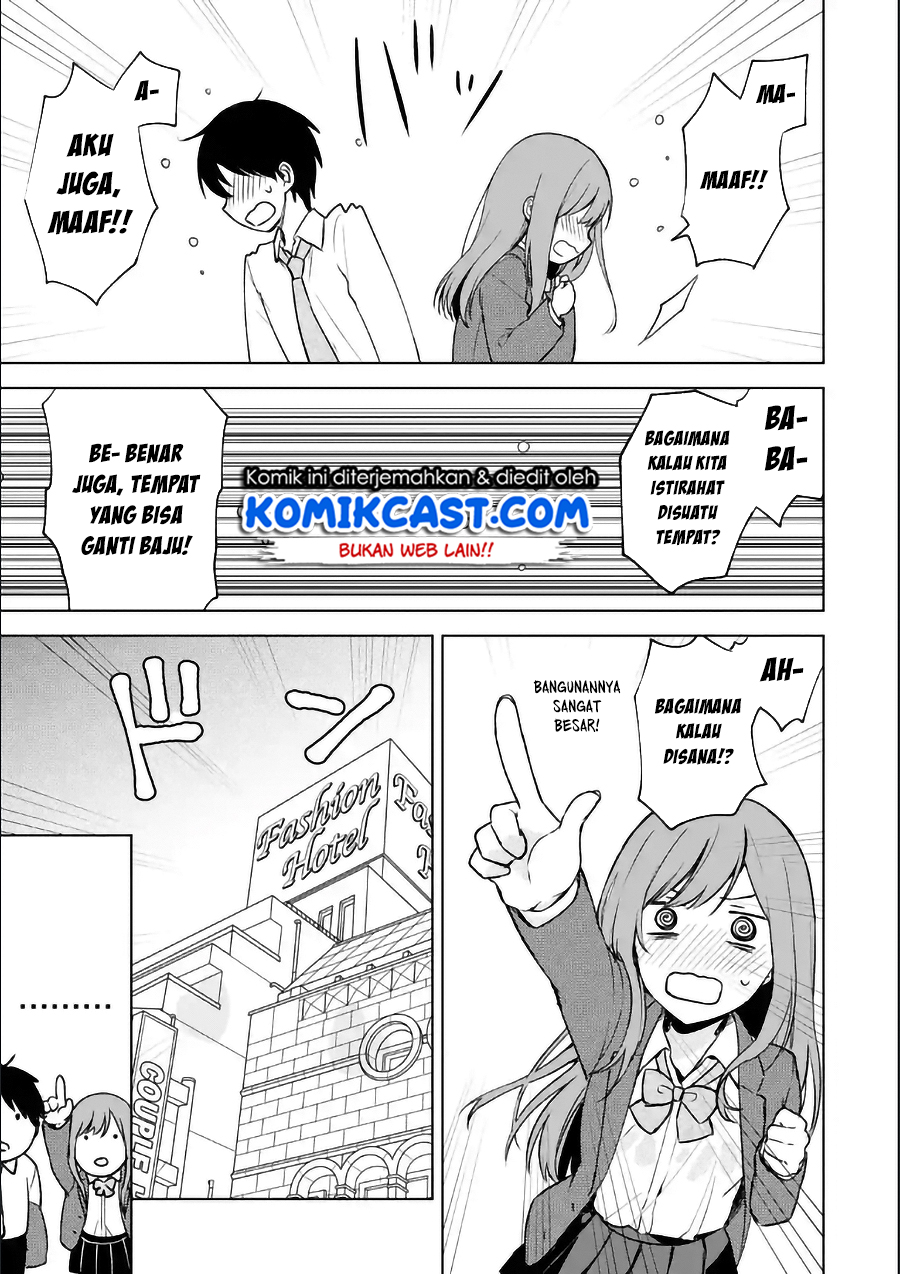 MA-
MAAF!!
A-
AKU
JUGA,
MAAF!!
BA-
BA-
BAGAIMANA
KALAU KITA
ISTIRAHAT
DISUATU
TEMPAT?
Komik ini diterjemahkan & diedit oleh
KOMIKCAST.COM
BUKAN WEB LAIN!!
BE- BENAR
JUGA, TEMPAT
YANG BISA
GANTI BAJU!
AH-
BAGAIMANA
KALAU
DISANA!?
BANGUNANNYA
SANGAT
BESAR!
ドン
Fashion
Hotel
COUPLE
..........